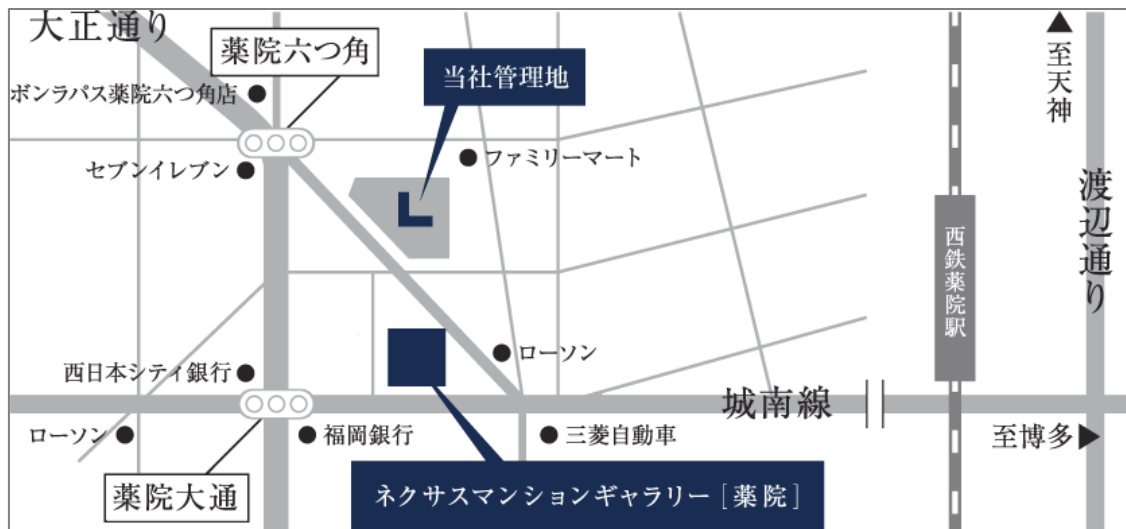 大正通り
薬院六つ角
当社管理地
至天神
ボンラパス薬院六つ角店
セブンイレブン
ファミリーマート
渡辺通り
西鉄薬院駅
ローソン
西日本シティ銀行
城南線
ローソン
福岡銀行
三菱自動車
至博多
薬院大通
ネクサスマンションギャラリー[薬院]